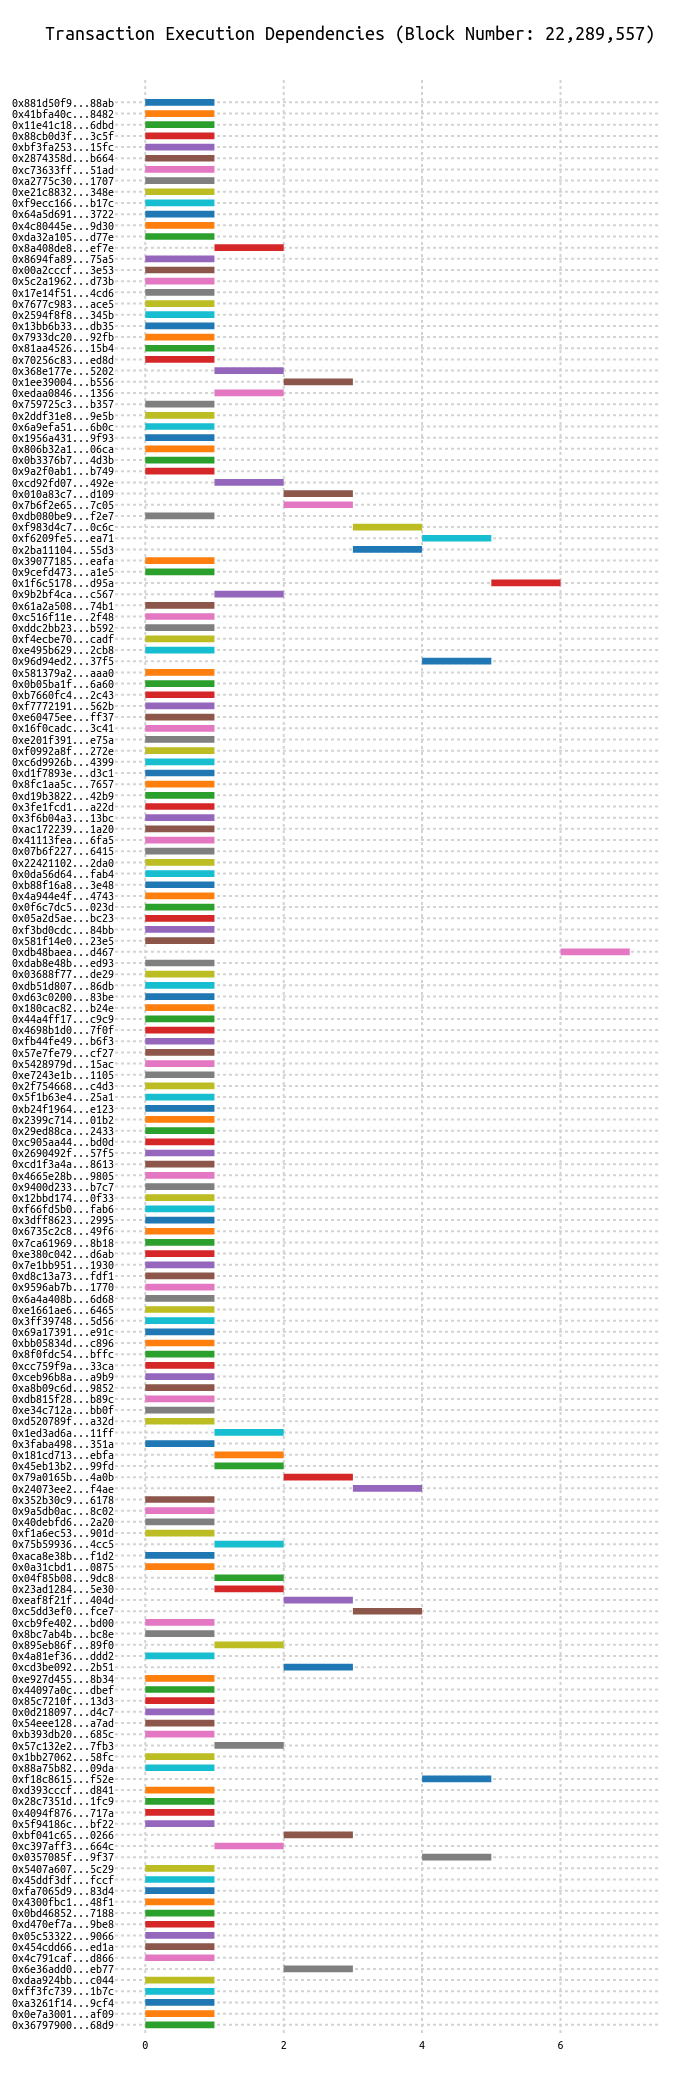 Transaction Execution Dependencies (Block Number: 22,289,557)
0x881d50f9...88ab
0x41bfa40c...8482
0x11e41c18...6dbd
0x88cb0d3f...3c5f
0xbf3fa253...15fc
0x2874358d...b664
0xc73633ff...51ad
0xa2775c30...1707
0xe21c8832...348e
0xf9ecc166...b17c
0x64a5d691...3722
0x4c80445e...9d30
0xda32a105...d77e
0x8a408de8...ef7e
0x8694fa89...75a5
0x00a2cccf...3e53
0x5c2a1962...d73b
0x17e14f51...4cd6
0x7677c983...ace5
0x2594f8f8...345b
0x13bb6b33...db35
0x7933dc20...92fb
0x81aa4526...15b4
0x70256c83...ed8d
0x368e177e...5202
0x1ee39004...b556
0xedaa0846...1356
0x759725c3...b357
0x2ddf31e8...9e5b
0x6a9efa51...6b0c
0x1956a431...9f93
0x806b32a1...06ca
0x0b3376b7...4d3b
0x9a2f0ab1...b749
0xcd92fd07...492e
0x010a83c7...d109
0x7b6f2e65...7c05
0xdb080be9...f2e7
0xf983d4c7...0c6c
0xf6209fe5...ea71
0x2ba11104...55d3
0x39077185...eafa
0x9cefd473...a1e5
0x1f6c5178...d95a
0x9b2bf4ca...c567
0x61a2a508...74b1
0xc516f11e...2f48
0xddc2bb23...b592
0xf4ecbe70...cadf
0xe495b629...2cb8
0x96d94ed2...37f5
0x581379a2...aaa0
0x0b05ba1f...6a60
0xb7660fc4...2c43
0xf7772191...562b
0xe60475ee...ff37
0x16f0cadc...3c41
0xe201f391...e75a
0xf0992a8f...272e
0xc6d9926b...4399
0xd1f7893e...d3c1
0x8fc1aa5c...7657
0xd19b3822...42b9
0x3fe1fcd1...a22d
0x3f6b04a3...13bc
0xac172239...1a20
0x41113fea...6fa5
0x07b6f227...6415
0x22421102...2da0
0x0da56d64...fab4
0xb88f16a8...3e48
0x4a944e4f...4743
0x0f6c7dc5...023d
0x05a2d5ae...bc23
0xf3bd0cdc...84bb
0x581f14e0...23e5
0xdb48baea...d467
0xdab8e48b...ed93
0x03688f77...de29
0xdb51d807...86db
0xd63c0200...83be
0x180cac82...b24e
0x44a4ff17...c9c9
0x4698b1d0...7f0f
0xfb44fe49...b6f3
0x57e7fe79...cf27
0x5428979d...15ac
0xe7243e1b...1105
0x2f754668...c4d3
0x5f1b63e4...25a1
0xb24f1964...e123
0x2399c714...01b2
0x29ed88ca...2433
0xc905aa44...bd0d
0x2690492f...57f5
0xcd1f3a4a...8613
0x4665e28b...9805
0x9400d233...b7c7
0x12bbd174...0f33
0xf66fd5b0...fab6
0x3dff8623...2995
0x6735c2c8...49f6
0x7ca61969...8b18
0xe380c042...d6ab
0x7e1bb951...1930
0xd8c13a73...fdf1
0x9596ab7b...1770
0x6a4a408b...6d68
0xe1661ae6...6465
0x3ff39748...5d56
0x69a17391...e91c
0xbb05834d...c896
0x8f0fdc54...bffc
0xcc759f9a...33ca
0xceb96b8a...a9b9
0xa8b09c6d...9852
0xdb815f28...b89c
0xe34c712a...bb0f
0xd520789f...a32d
0x1ed3ad6a...11ff
0x3faba498...351a
0x181cd713...ebfa
0x45eb13b2...99fd
0x79a0165b...4a0b
0x24073ee2...f4ae
0x352b30c9...6178
0x9a5db0ac...8c02
0x40debfd6...2a20
0xf1a6ec53...901d
0x75b59936...4cc5
0xaca8e38b...f1d2
0x0a31cbd1...0875
0x04f85b08...9dc8
0x23ad1284...5e30
0xeaf8f21f...404d
0xc5dd3ef0...fce7
0xcb9fe402...bd00
0x8bc7ab4b...bc8e
0x895eb86f...89f0
0x4a81ef36...ddd2
0xcd3be092...2b51
0xe927d455...8b34
0x44097a0c...dbef
0x85c7210f...13d3
0x0d218097...d4c7
0x54eee128...a7ad
0xb393db20...685c
0x57c132e2...7fb3
0x1bb27062...58fc
0x88a75b82...09da
0xf18c8615...f52e
0xd393cccf...d841
0x28c7351d...1fc9
0x4094f876...717a
0x5f94186c...bf22
0xbf041c65...0266
0xc397aff3...664c
0x0357085f...9f37
0x5407a607...5c29
0x45ddf3df...fccf
0xfa7065d9...83d4
0x4300fbc1...48f1
0x0bd46852...7188
0xd470ef7a...9be8
0x05c53322...9066
0x454cdd66...ed1a
0x4c791caf...d866
0x6e36add0...eb77
0xdaa924bb...c044
0xff3fc739...1b7c
0xa3261f14...9cf4
0x0e7a3001...af09
0x36797900...68d9
0 2 4 6